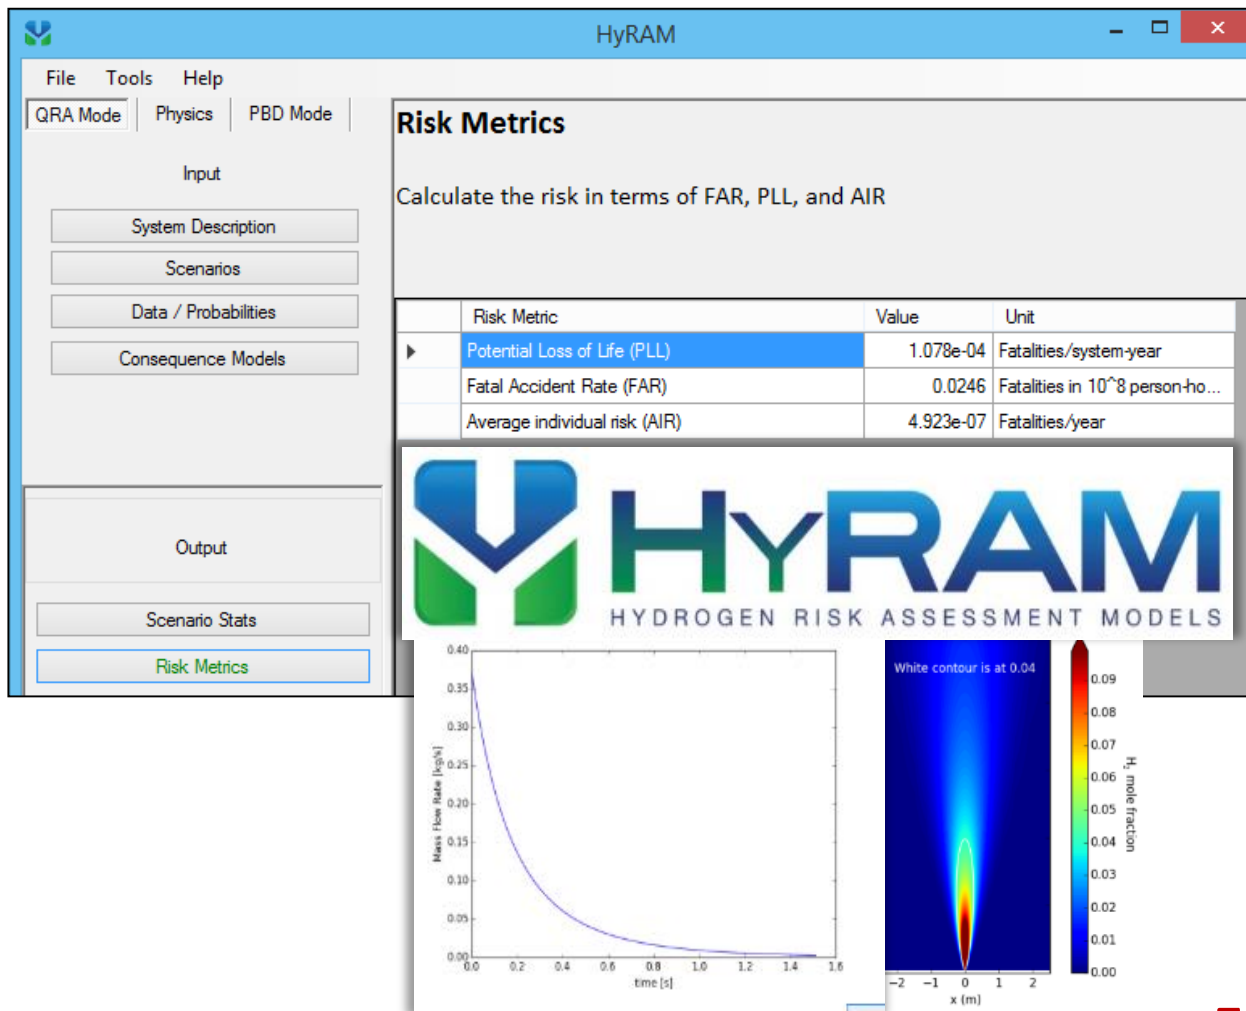 HyRAM
File Tools Help
QRA Mode Physics PBD Mode
Input
System Description
Scenarios
Data / Probabilities
Consequence Models
Output
Scenario Stats
Risk Metrics
Risk Metrics
Calculate the risk in terms of FAR, PLL, and AIR
Risk Metric Value Unit
Potential Loss of Life (PLL) 1.078e-04 Fatalities/system-year
Fatal Accident Rate (FAR) 0.0246 Fatalities in 10^8 person-ho...
Average individual risk (AIR) 4.923e-07 Fatalities/year
HyRAM
HYDROGEN RISK ASSESSMENT MODELS
0.40
0.35
0.30
0.25
0.20
0.15
0.10
0.05
0.00
Mass Flow Rate [kg/s]
0.0 0.2 0.4 0.6 0.8 1.0 1.2 1.4 1.6
time [s]
White contour is at 0.04
−2 −1 0 1 2
x (m)
0.09
0.08
0.07
0.06
0.05
0.04
0.03
0.02
0.01
0.00
H₂ mole fraction